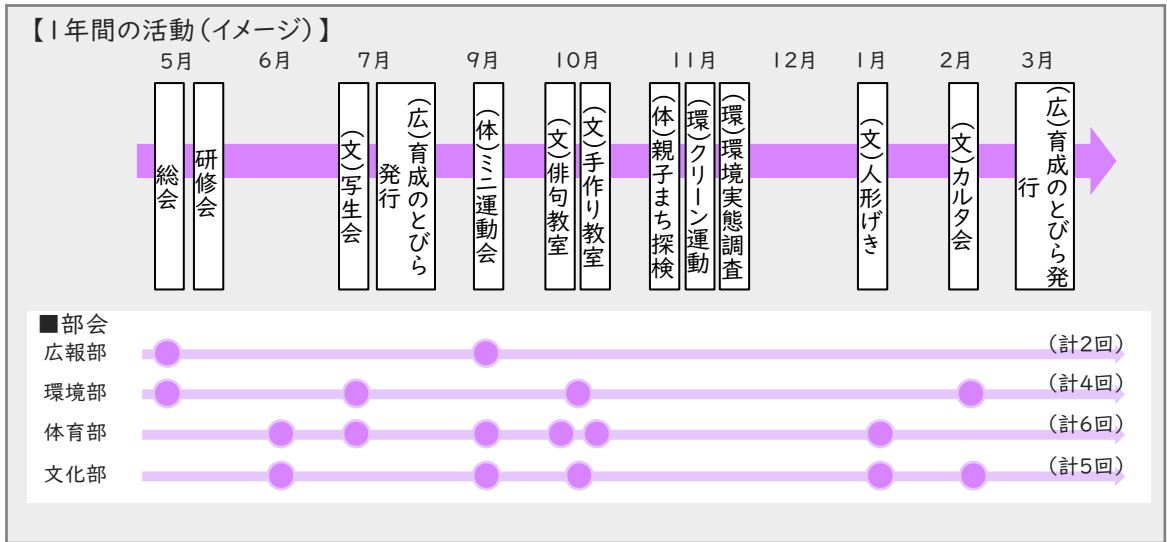 【1年間の活動(イメージ)】
5月 6月 7月 9月 10月 11月 12月 1月 2月 3月
総会
研修会
(文)写生会
(広)育成のとびら
発行
(体)ミニ運動会
(文)俳句教室
(文)手作り教室
(体)親子まち探検
(環)クリーン運動
(環)環境実態調査
(文)人形げき
(文)カルタ会
(広)育成のとびら発
行
■部会
広報部 (計2回)
環境部 (計4回)
体育部 (計6回)
文化部 (計5回)